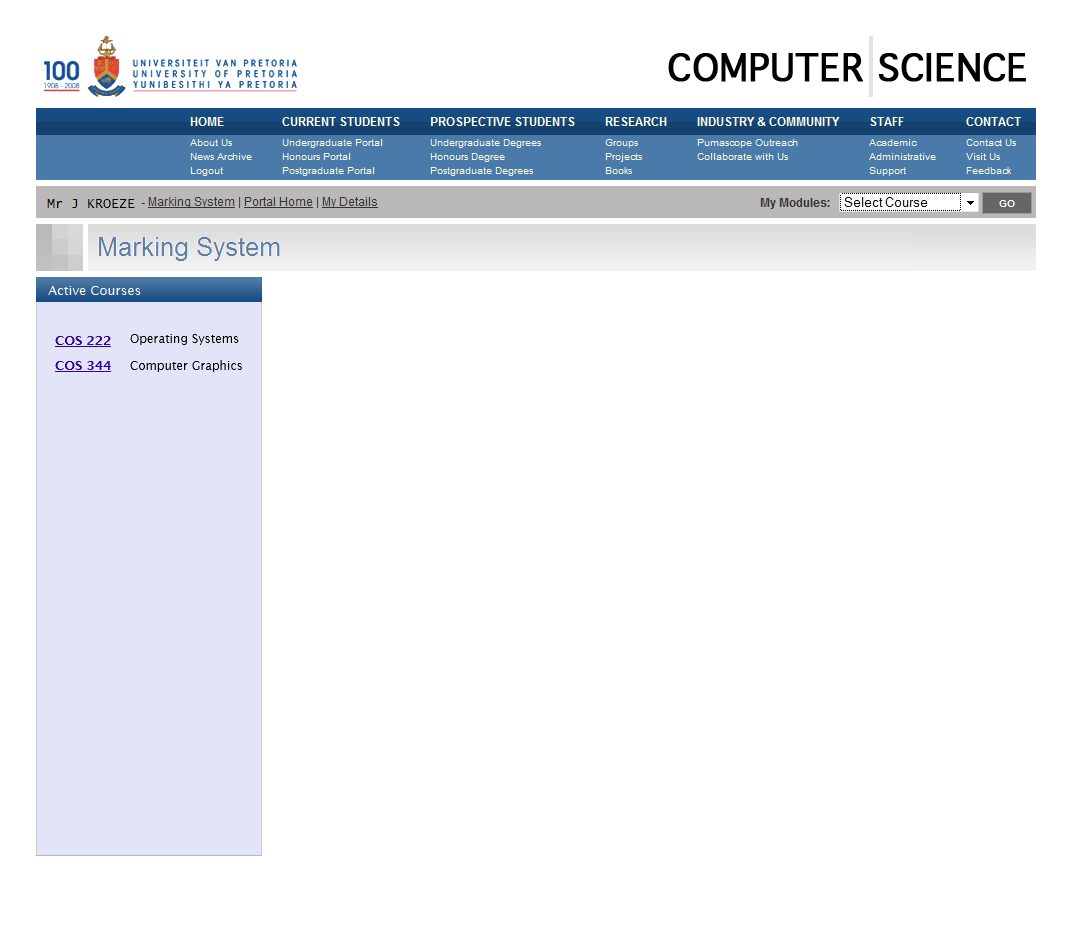 100
1908 - 2008
UNIVERSITEIT VAN PRETORIA
UNIVERSITY OF PRETORIA
YUNIBESITHI YA PRETORIA
COMPUTER SCIENCE
HOME CURRENT STUDENTS PROSPECTIVE STUDENTS RESEARCH INDUSTRY & COMMUNITY STAFF CONTACT
About Us Undergraduate Portal Undergraduate Degrees Groups Pumascope Outreach Academic Contact Us
News Archive Honours Portal Honours Degree Projects Collaborate with Us Administrative Visit Us
Logout Postgraduate Portal Postgraduate Degrees Books Support Feedback
Mr J KROEZE - Marking System | Portal Home | My Details My Modules: Select Course GO
Marking System
Active Courses
COS 222 Operating Systems
COS 344 Computer Graphics